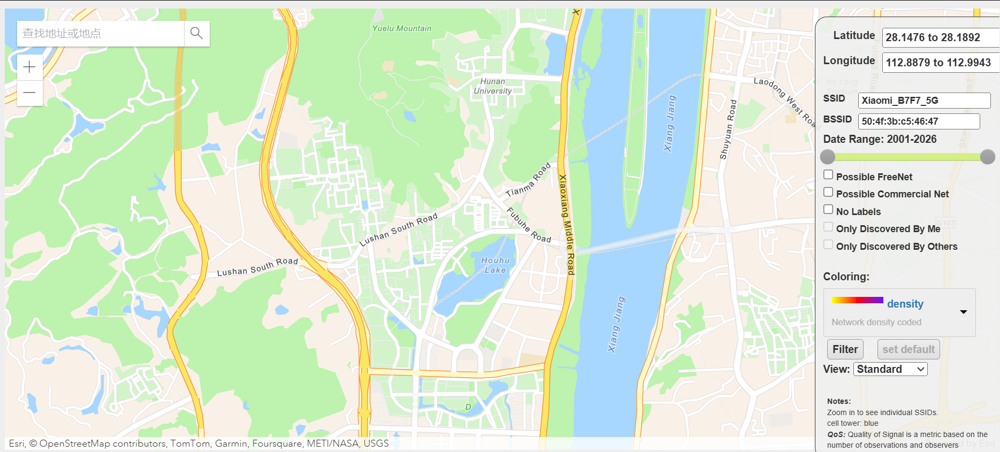 查找地址或地点
Yuelu Mountain
Hunan
University
X
Xiang Jiang
Laodong West Road
Shuyuan Road
Tianma Road
Xiaoxiang Middle Road
Fubuhe Road
Lushan South Road
Lushan South Road
Houhu
Lake
Xiang Jiang
D
G107
Esri, © OpenStreetMap contributors, TomTom, Garmin, Foursquare, METI/NASA, USGS
Latitude 28.1476 to 28.1892
Longitude 112.8879 to 112.9943
Ho Long
Stadium
SSID Xiaomi_B7F7_5G
BSSID 50:4f:3b:c5:46:47
Date Range: 2001-2026
Possible FreeNet
Possible Commercial Net
No Labels
Only Discovered By Me
Only Discovered By Others
Coloring:
density
Network density coded
Filter set default
View: Standard
Notes:
Zoom in to see individual SSIDs.
cell tower: blue
QoS: Quality of Signal is a metric based on the
number of observations and observers
Powered by Esri